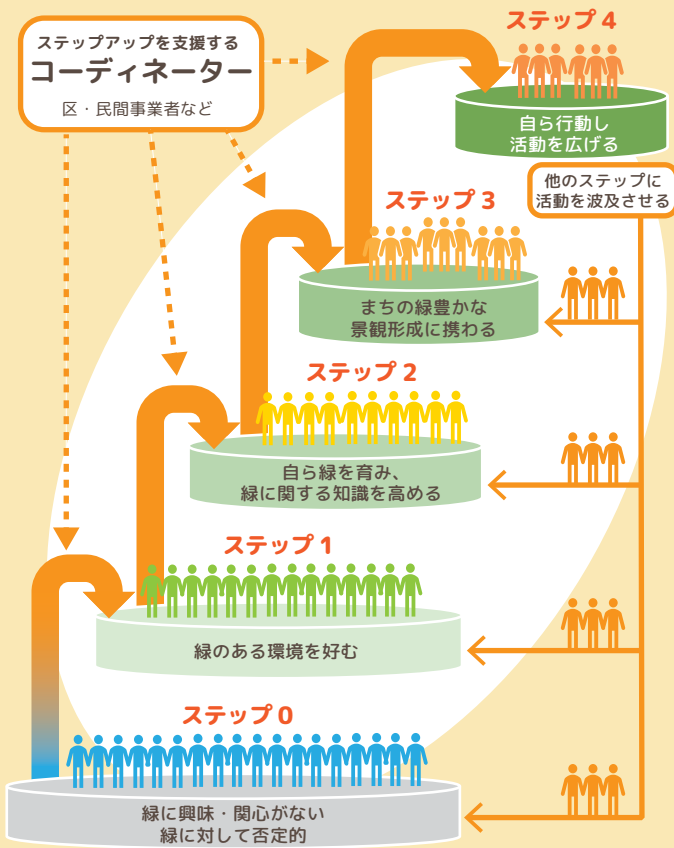 ステップ4
ステップアップを支援する
コーディネーター
区・民間事業者など
自ら行動し
活動を広げる
他のステップに
活動を波及させる
ステップ3
まちの緑豊かな
景観形成に携わる
ステップ2
自ら緑を育み、
緑に関する知識を高める
ステップ1
緑のある環境を好む
ステップ0
緑に興味・関心がない
緑に対して否定的